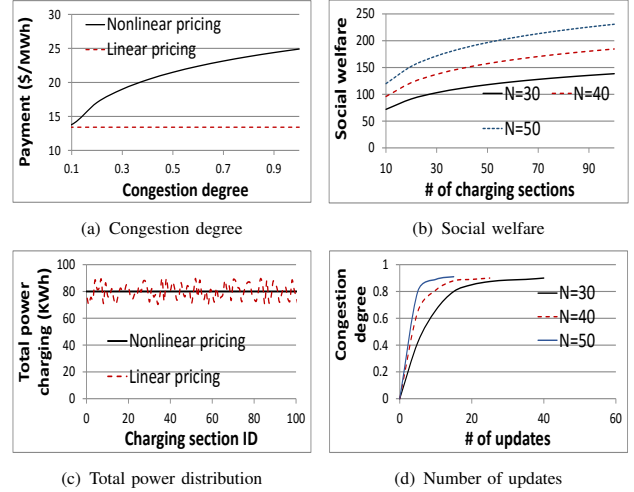 30
25
20
15
10
Payment ($/MWh)
Nonlinear pricing
Linear pricing
0.1 0.3 0.5 0.7 0.9
Congestion degree
(a) Congestion degree
250
200
150
100
50
0
Social welfare
N=30 N=40
N=50
10 30 50 70 90
# of charging sections
(b) Social welfare
100
80
60
40
20
0
Total power
charging (KWh)
Nonlinear pricing
Linear pricing
0 20 40 60 80 100
Charging section ID
(c) Total power distribution
1
0.8
0.6
0.4
0.2
0
Congestion
degree
N=30
N=40
N=50
0 20 40 60
# of updates
(d) Number of updates